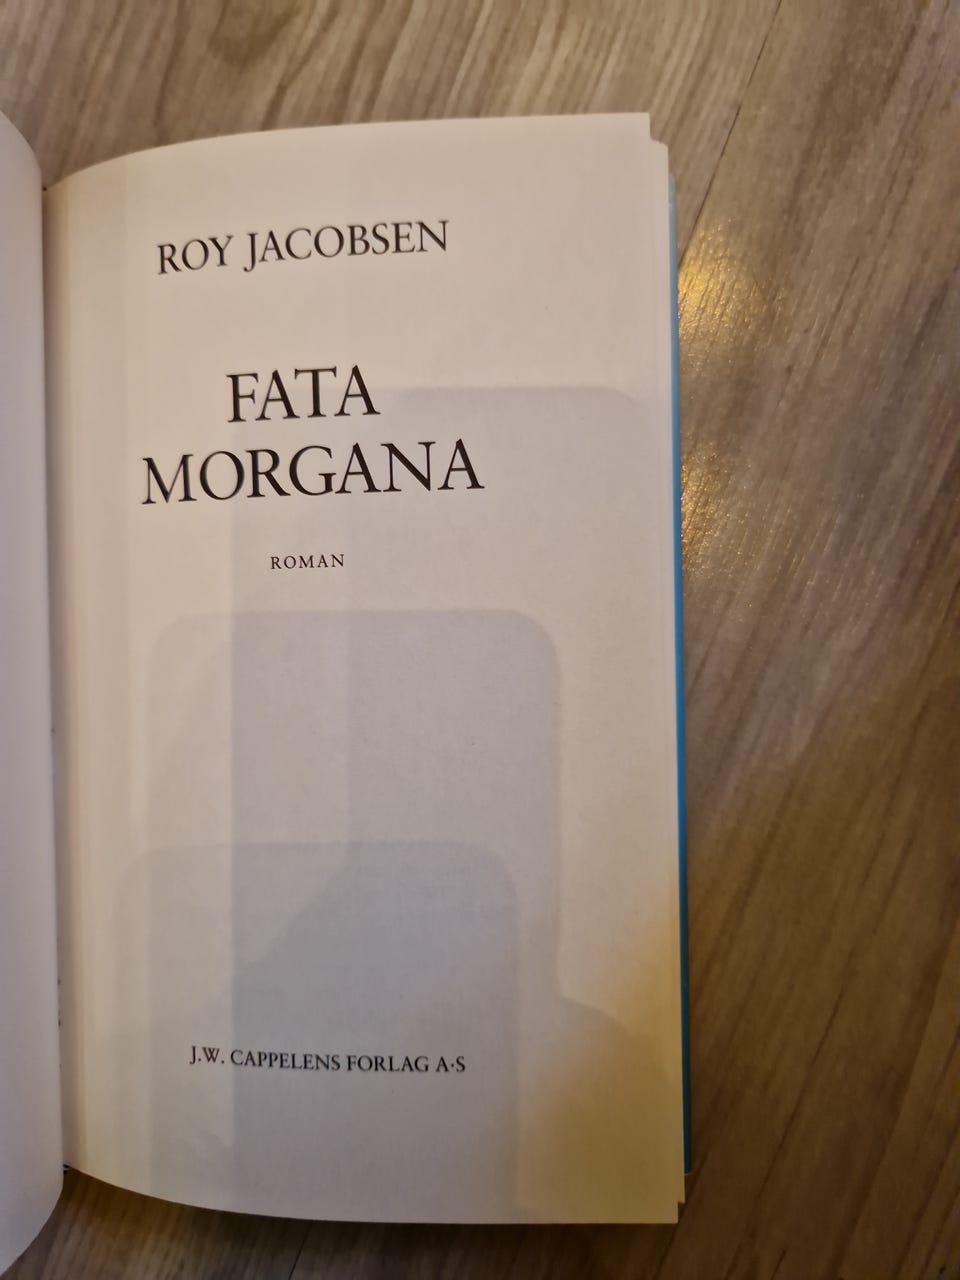 ROY JACOBSEN
FATA
MORGANA
ROMAN
J.W. CAPPELENS FORLAG A·S